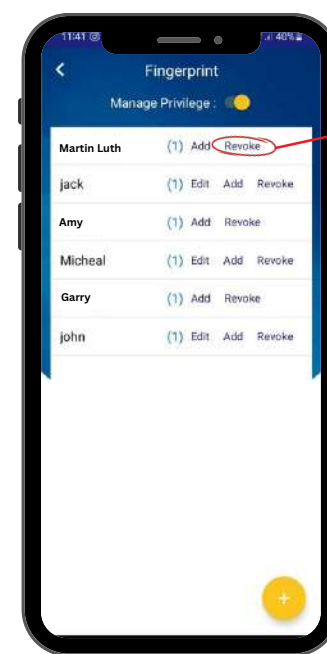 11:41 40%
Fingerprint
Manage Privilege :
Martin Luth (1) Add Revoke
jack (1) Edit Add Revoke
Amy (1) Add Revoke
Micheal (1) Edit Add Revoke
Garry (1) Add Revoke
john (1) Edit Add Revoke
+